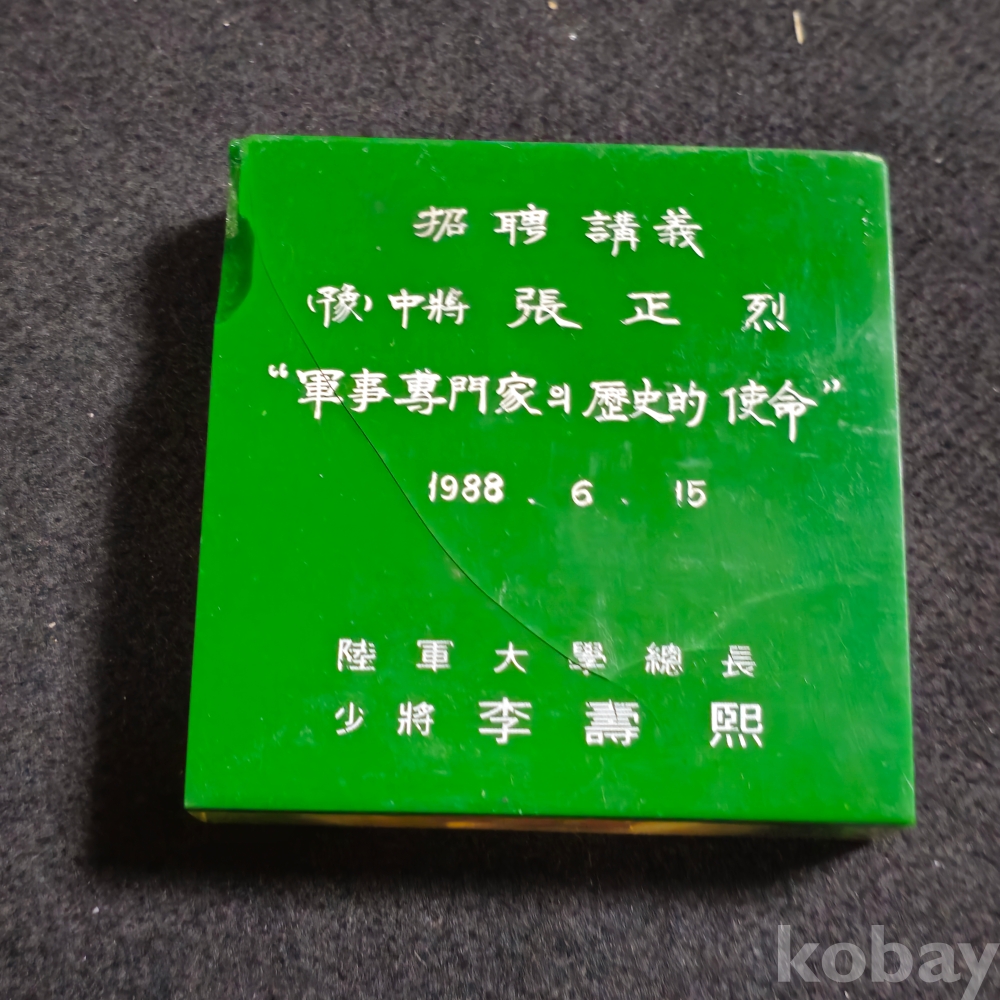 招聘 講義
(豫) 中將 張 正 烈
“軍事專門家의 歷史的 使命”
1988 . 6 . 15
陸軍大學總長
少將 李 壽 熙
kobay